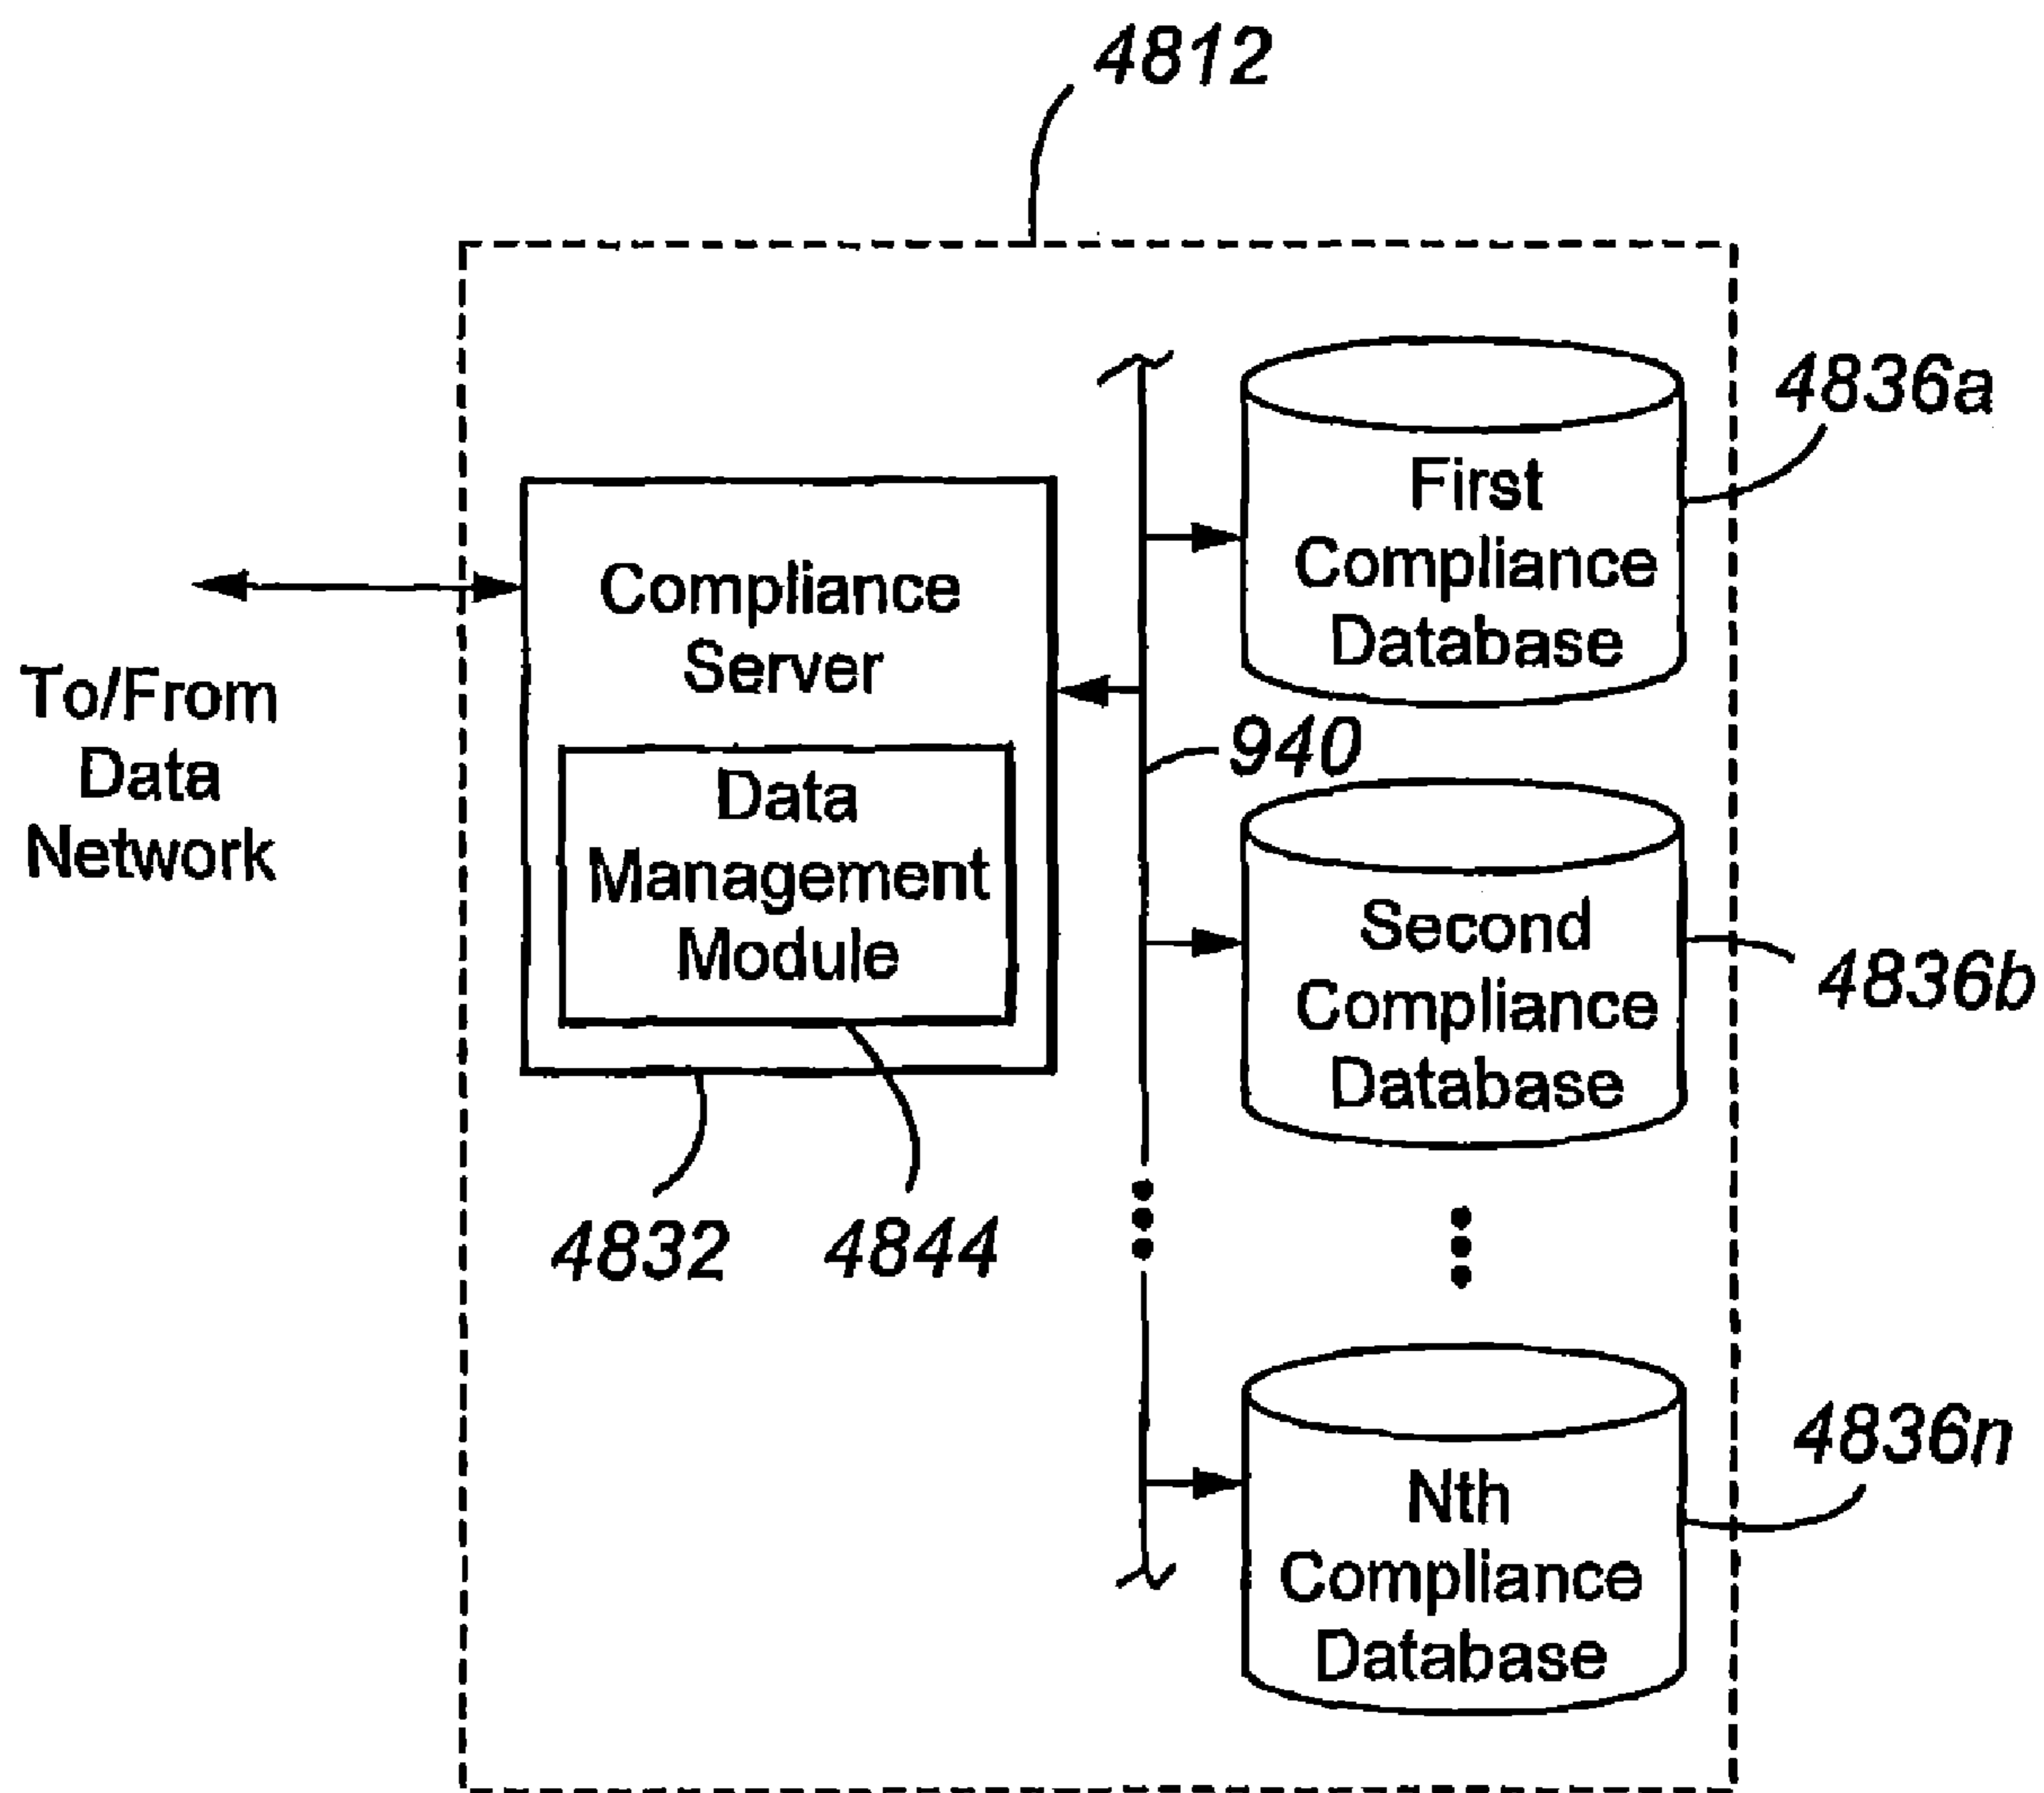 4812
4836a
First
Compliance
Database
Compliance
Server
To/From
Data
Network
940
Data
Management
Module
Second
Compliance
Database
4836b
4832
4844
4836n
Nth
Compliance
Database